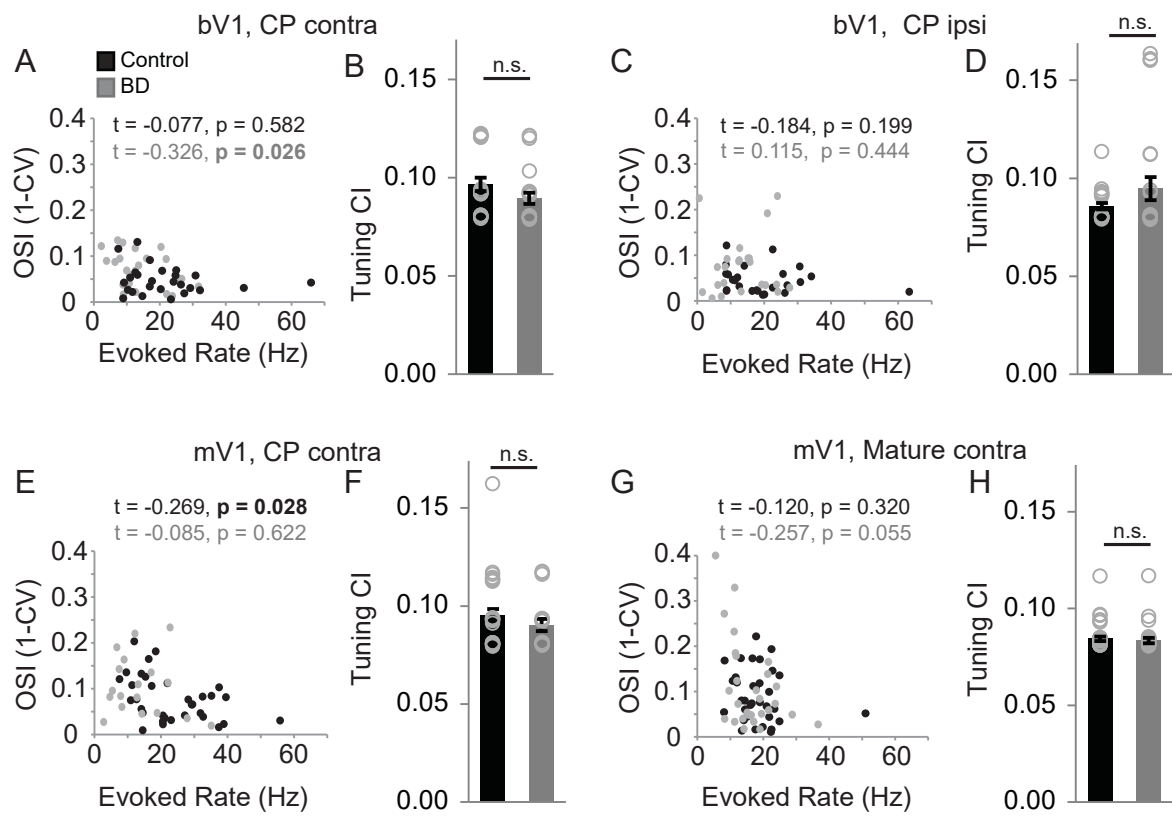 bV1, CP contra
A
Control
BD
t = -0.077, p = 0.582
t = -0.326, p = 0.026
0.4
0.3
0.2
0.1
0
OSI (1-CV)
0 20 40 60
Evoked Rate (Hz)
B
n.s.
0.15
0.10
0.05
0.00
Tuning CI
bV1, CP ipsi
C
t = -0.184, p = 0.199
t = 0.115, p = 0.444
0.4
0.3
0.2
0.1
0
OSI (1-CV)
0 20 40 60
Evoked Rate (Hz)
D
n.s.
0.15
0.10
0.05
0.00
Tuning CI
mV1, CP contra
E
t = -0.269, p = 0.028
t = -0.085, p = 0.622
0.4
0.3
0.2
0.1
0
OSI (1-CV)
0 20 40 60
Evoked Rate (Hz)
F
n.s.
0.15
0.10
0.05
0.00
Tuning CI
mV1, Mature contra
G
t = -0.120, p = 0.320
t = -0.257, p = 0.055
0.4
0.3
0.2
0.1
0
OSI (1-CV)
0 20 40 60
Evoked Rate (Hz)
H
n.s.
0.15
0.10
0.05
0.00
Tuning CI